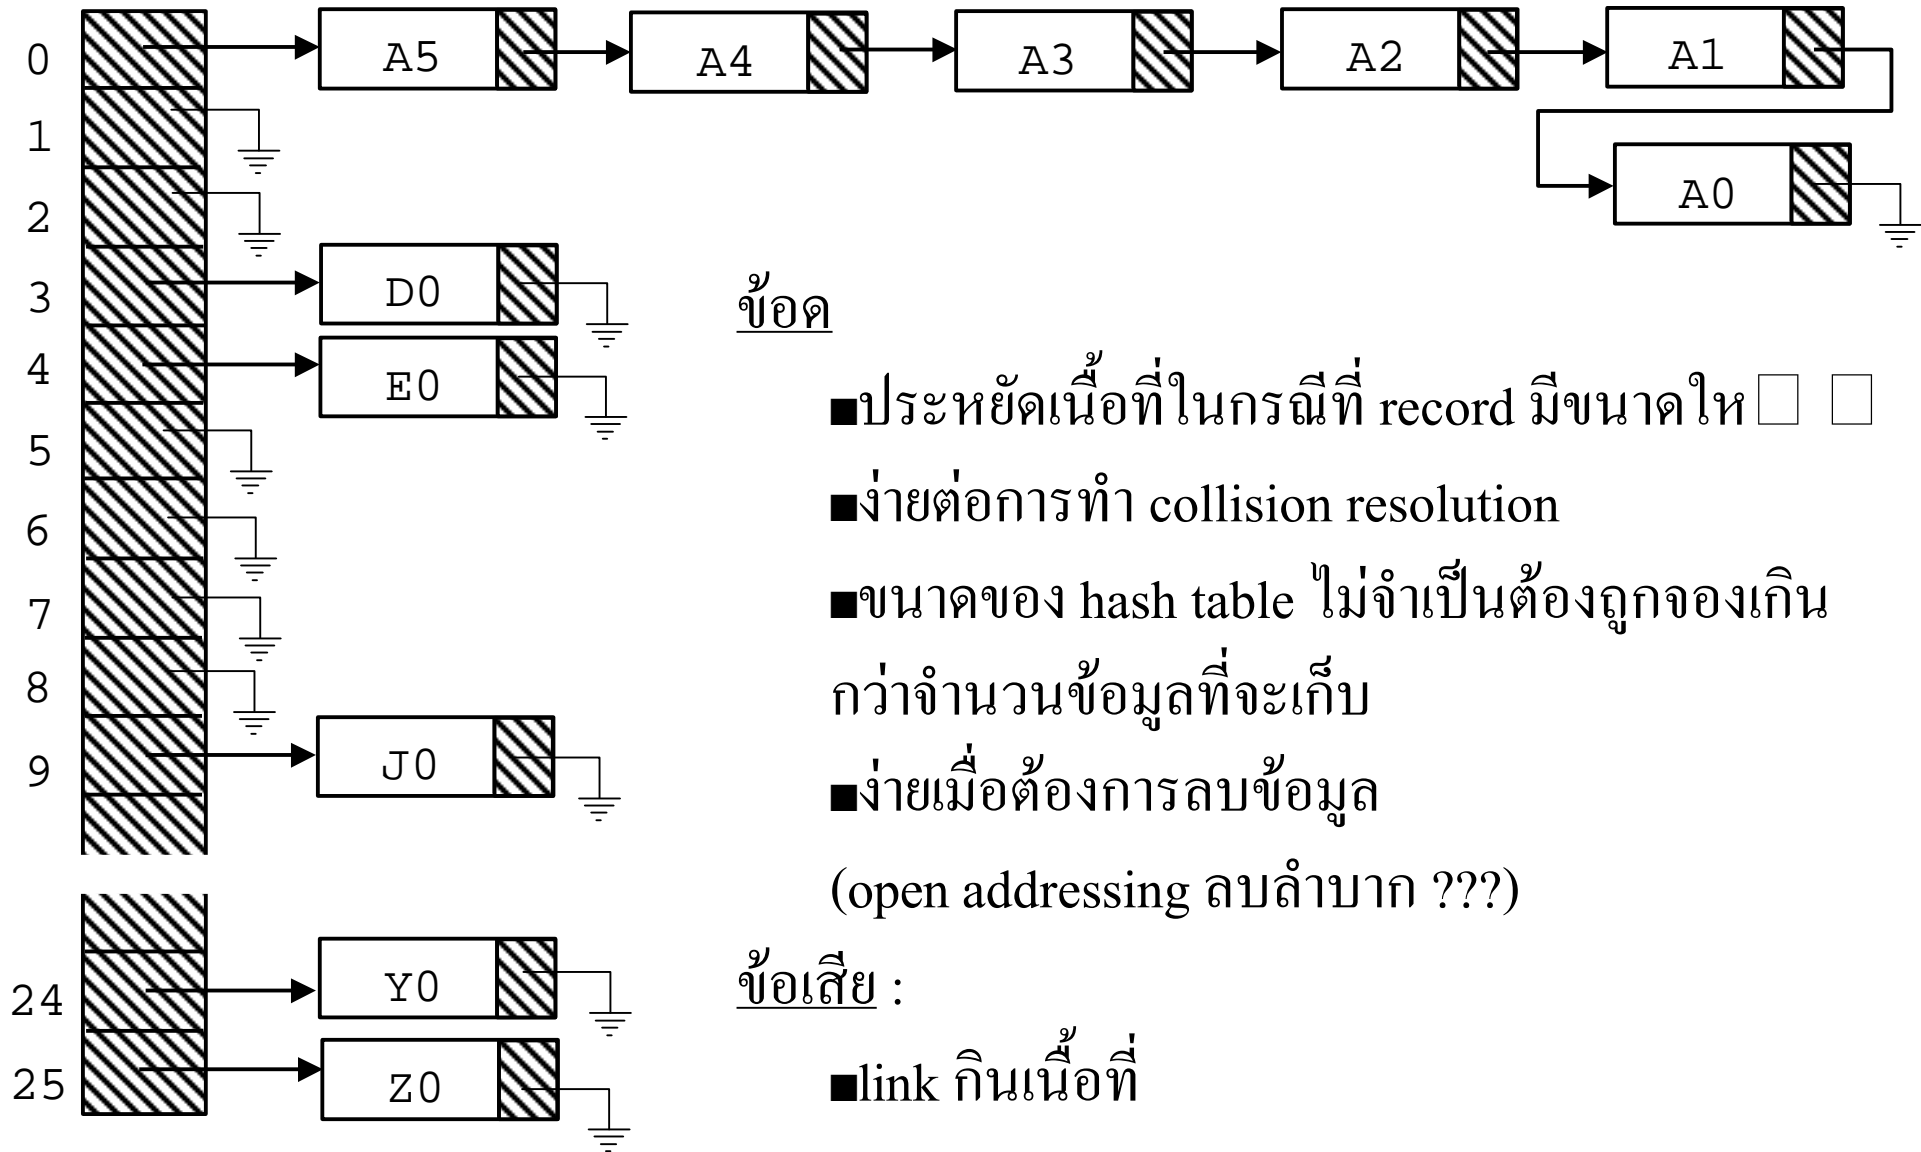 0 A5 A4 A3 A2 A1
1
A0
2
3 D0
4 E0
5
6
7
8
9 J0
24 Y0
25 Z0
ข้อด
■ประหยัดเนื้อที่ในกรณีที่ record มีขนาดให□ □
■ง่ายต่อการทำ collision resolution
■ขนาดของ hash table ไม่จำเป็นต้องถูกจองเกิน
กว่าจำนวนข้อมูลที่จะเก็บ
■ง่ายเมื่อต้องการลบข้อมูล
(open addressing ลบลำบาก ???)
ข้อเสีย :
■link กินเนื้อที่